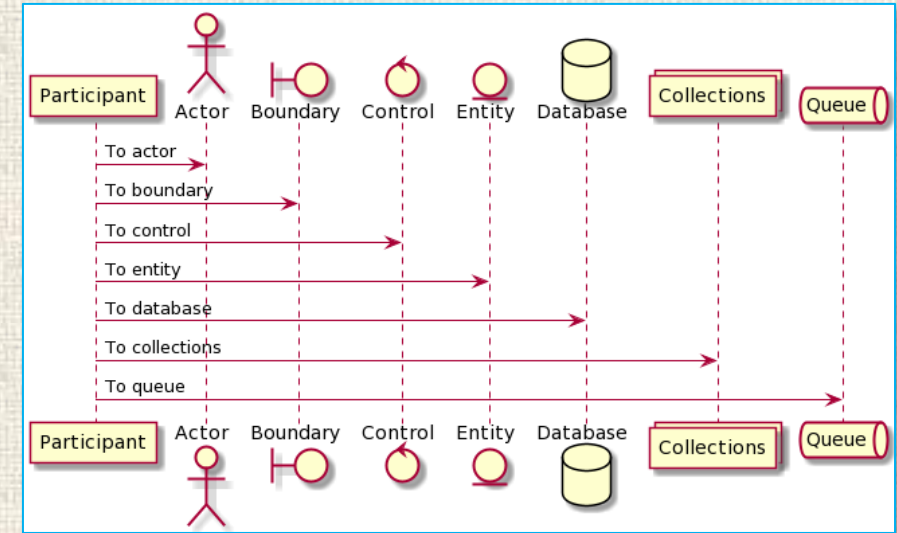 Participant
Actor
Boundary
Control
Entity
Database
Collections
Queue
To actor
To boundary
To control
To entity
To database
To collections
To queue
Participant
Actor
Boundary
Control
Entity
Database
Collections
Queue